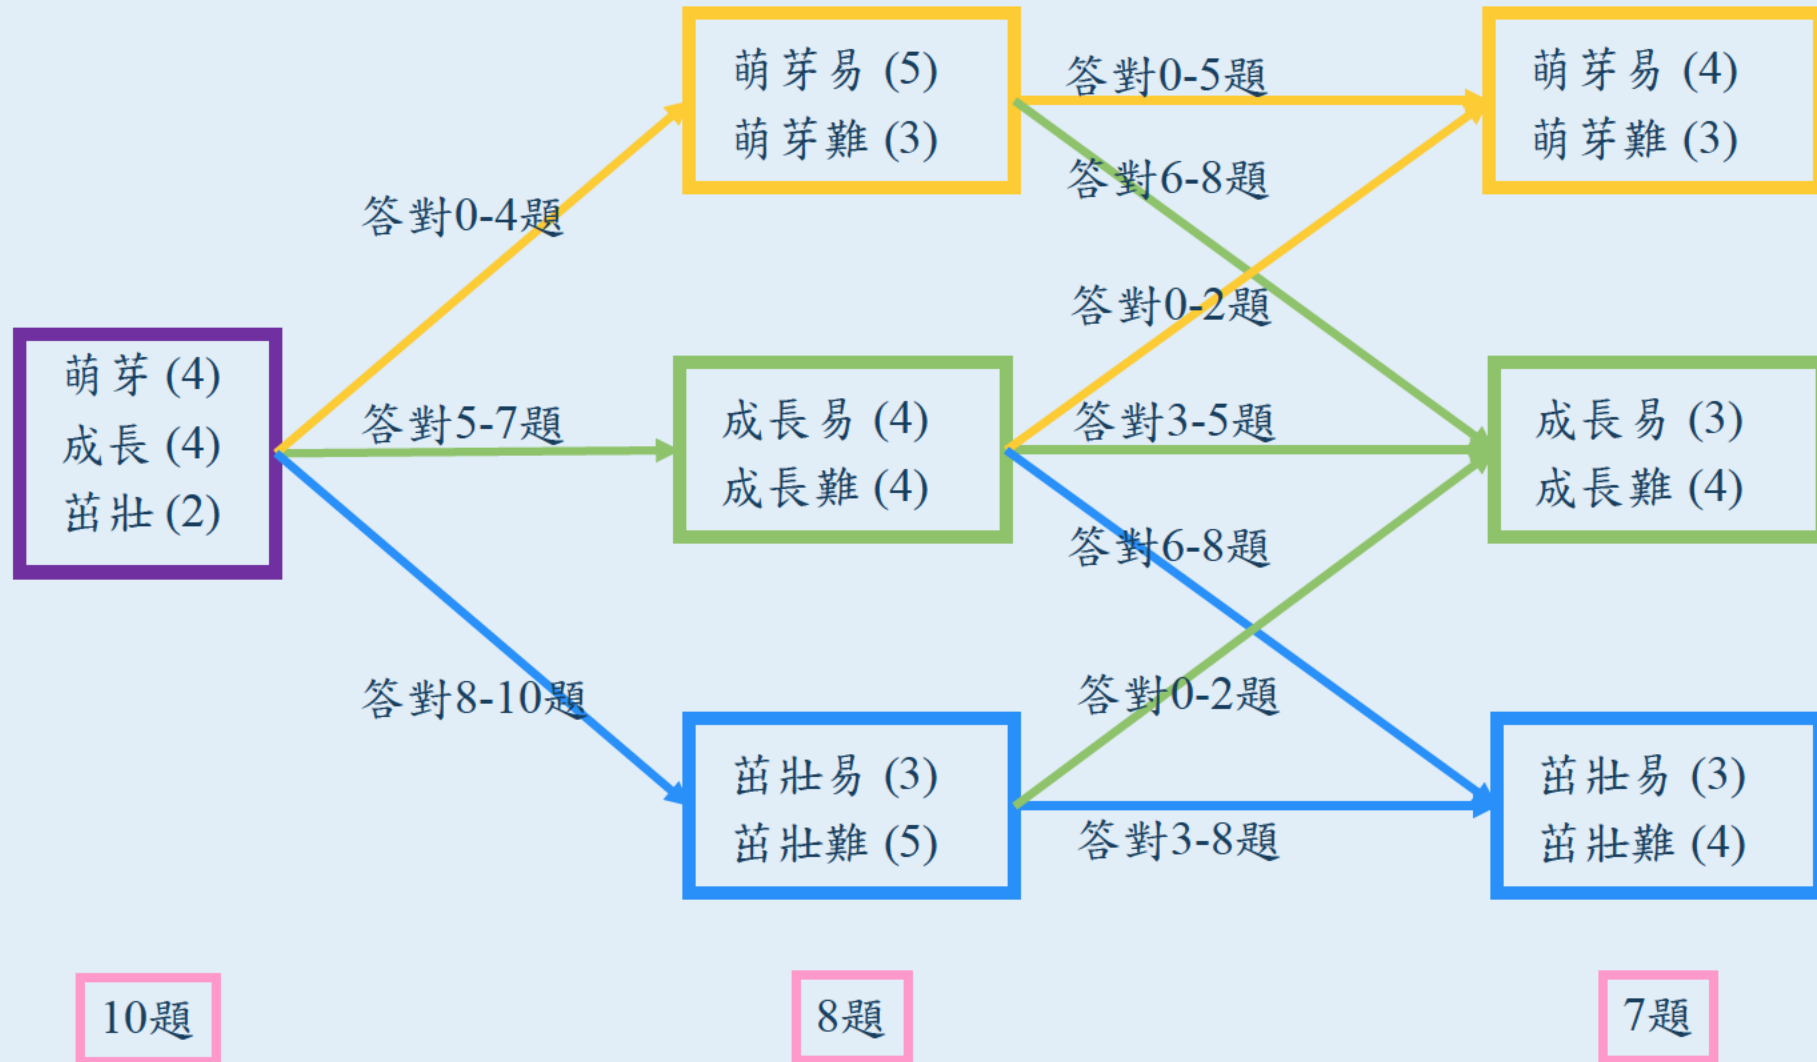 萌芽 (4)
成長 (4)
茁壯 (2)
答對0-4題
答對5-7題
答對8-10題
萌芽易 (5)
萌芽難 (3)
成長易 (4)
成長難 (4)
茁壯易 (3)
茁壯難 (5)
答對0-5題
答對6-8題
答對0-2題
答對3-5題
答對6-8題
答對0-2題
答對3-8題
萌芽易 (4)
萌芽難 (3)
成長易 (3)
成長難 (4)
茁壯易 (3)
茁壯難 (4)
10題
8題
7題